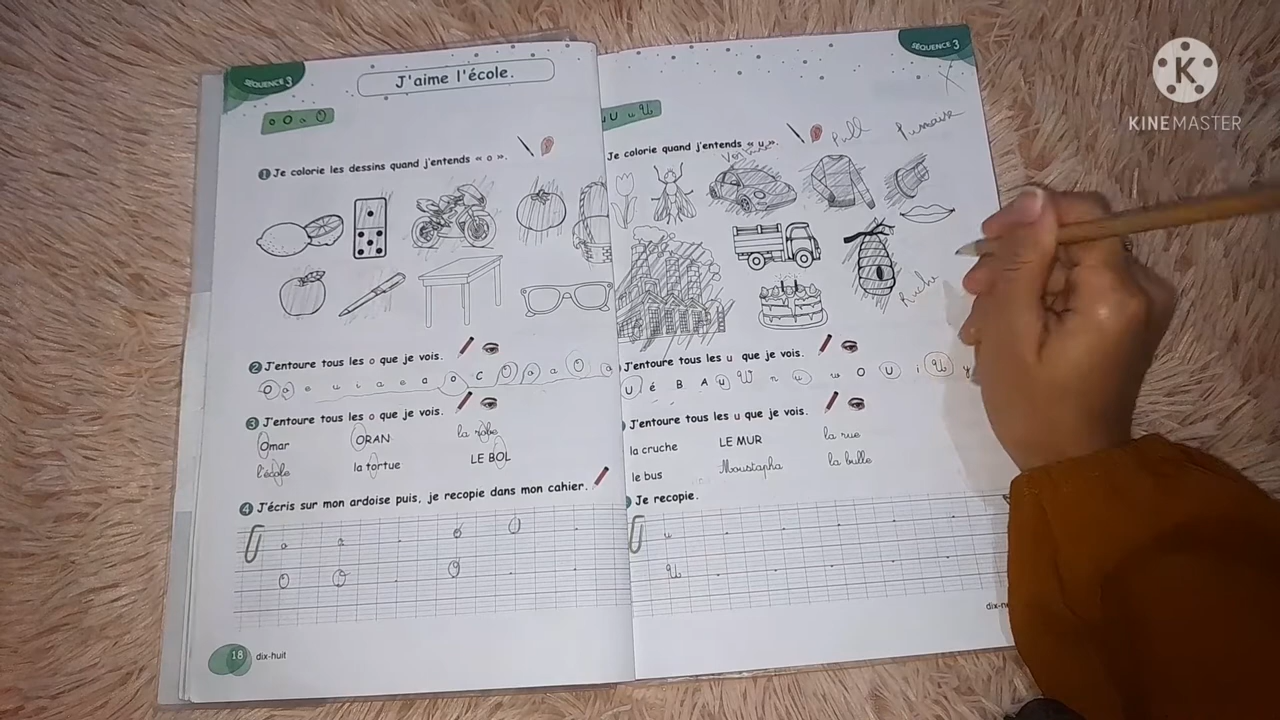 SÉQUENCE 3
J'aime l'école.
o O o O
1 Je colorie les dessins quand j'entends « o ».
2 J'entoure tous les o que je vois.
O o e u i a e a o c O a a O a
3 J'entoure tous les o que je vois.
Omar ORAN la robe
l'école la tortue LE BOL
4 J'écris sur mon ardoise puis, je recopie dans mon cahier.
o o o O
O O O
18 dix-huit
SÉQUENCE 3
u U u U
Je colorie quand j'entends « u ».
Voiture Pull
Ruche
J'entoure tous les u que je vois.
U é B A u W n u w O U i U y
J'entoure tous les u que je vois.
la cruche LE MUR la rue
le bus Moustapha la bulle
Je recopie.
u
U
K
KINEMASTER